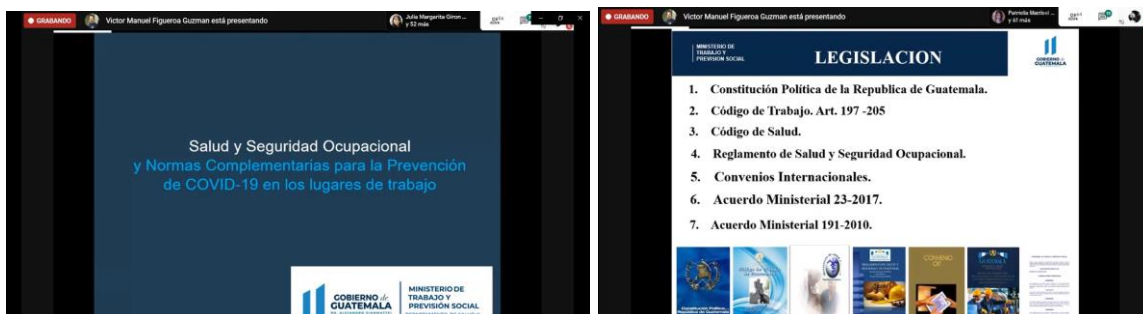 GRABANDO
Victor Manuel Figueroa Guzman está presentando
Julia Margarita Giron ...
y 52 más
Salud y Seguridad Ocupacional
y Normas Complementarias para la Prevención
de COVID-19 en los lugares de trabajo
GOBIERNO de
GUATEMALA
MINISTERIO DE
TRABAJO Y
PREVISIÓN SOCIAL
GRABANDO
Victor Manuel Figueroa Guzman está presentando
y 61 más
MINISTERIO DE
TRABAJO Y
PREVISION SOCIAL
LEGISLACION
GOBIERNO de
GUATEMALA
1. Constitución Política de la Republica de Guatemala.
2. Código de Trabajo. Art. 197 -205
3. Código de Salud.
4. Reglamento de Salud y Seguridad Ocupacional.
5. Convenios Internacionales.
6. Acuerdo Ministerial 23-2017.
7. Acuerdo Ministerial 191-2010.